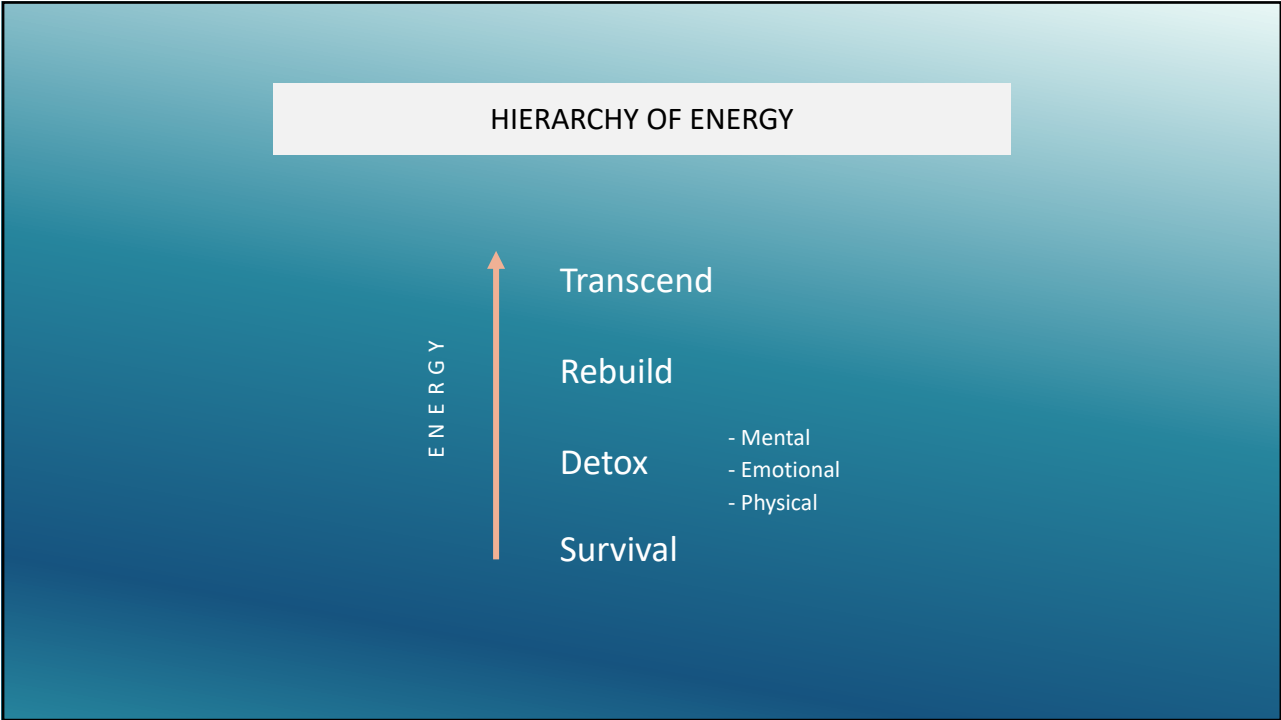 HIERARCHY OF ENERGY
ENERGY
Transcend
Rebuild
Detox
- Mental
- Emotional
- Physical
Survival